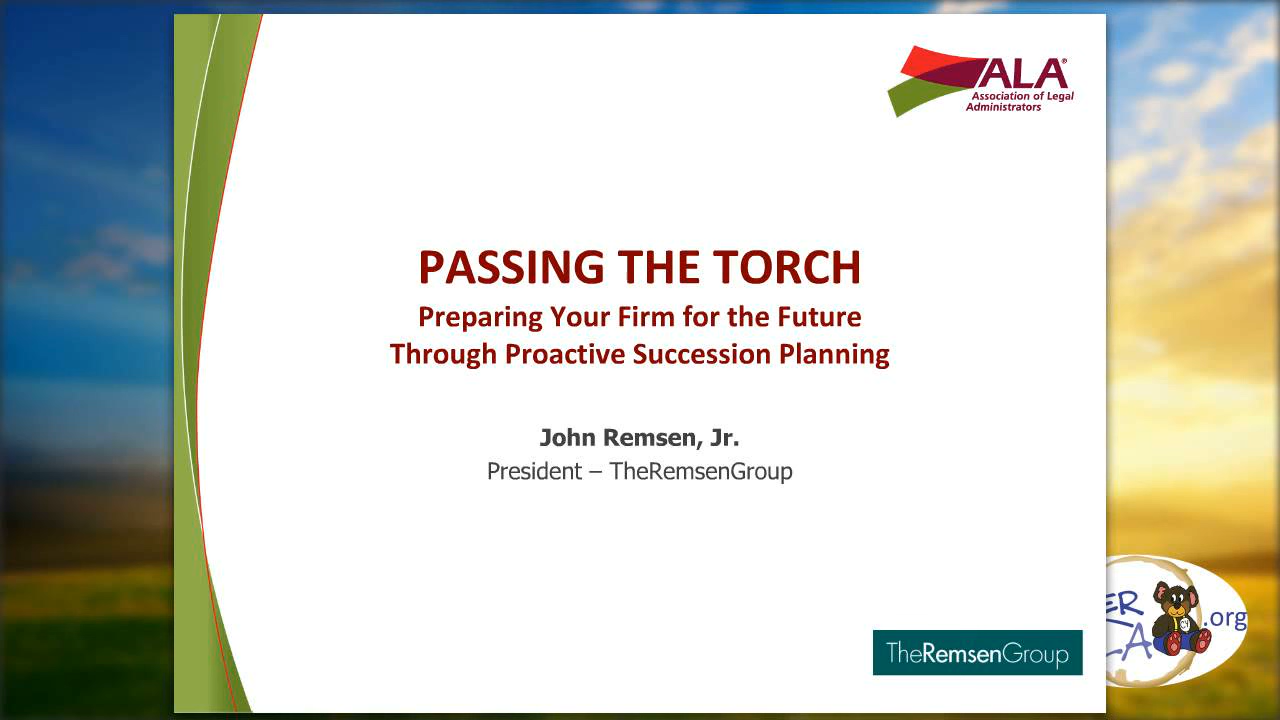 ALA®
Association of Legal
Administrators
PASSING THE TORCH
Preparing Your Firm for the Future
Through Proactive Succession Planning
John Remsen, Jr.
President – TheRemsenGroup
TheRemsenGroup
.org